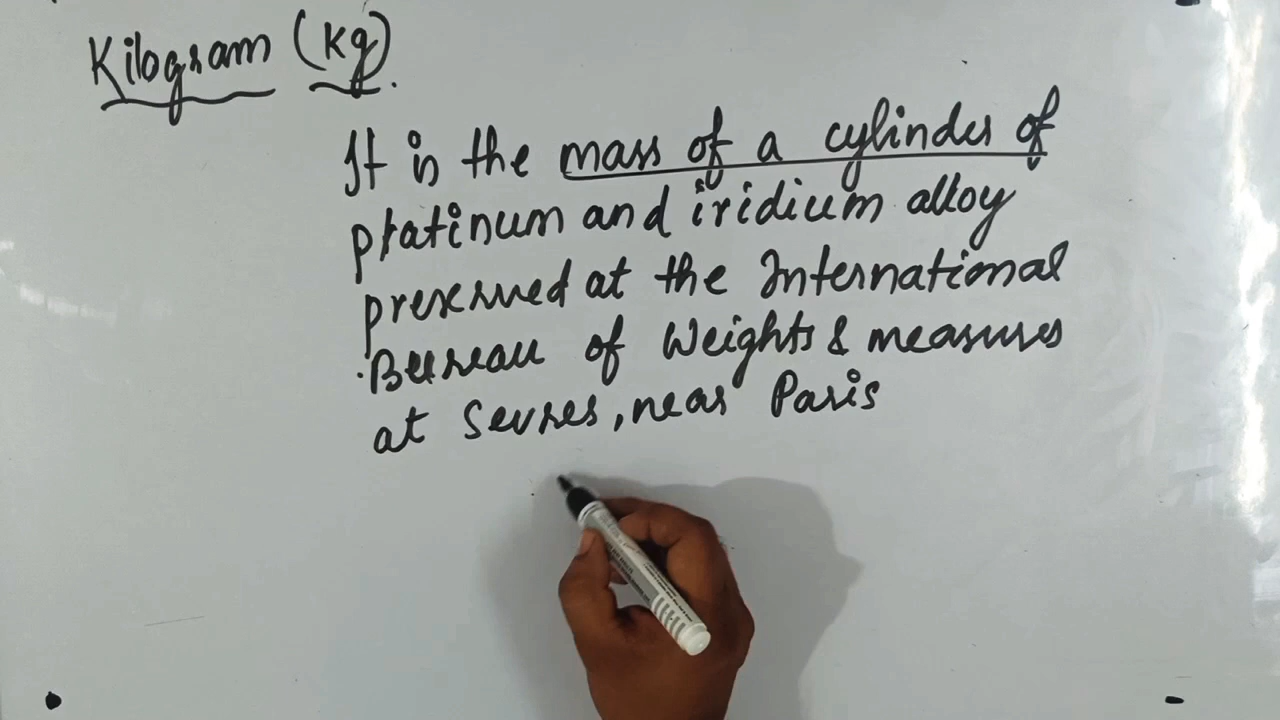 Kilogram (kg).
It is the mass of a cylinder of
platinum and iridium alloy
preserved at the International
Bureau of Weights & measures
at Sevres, near Paris